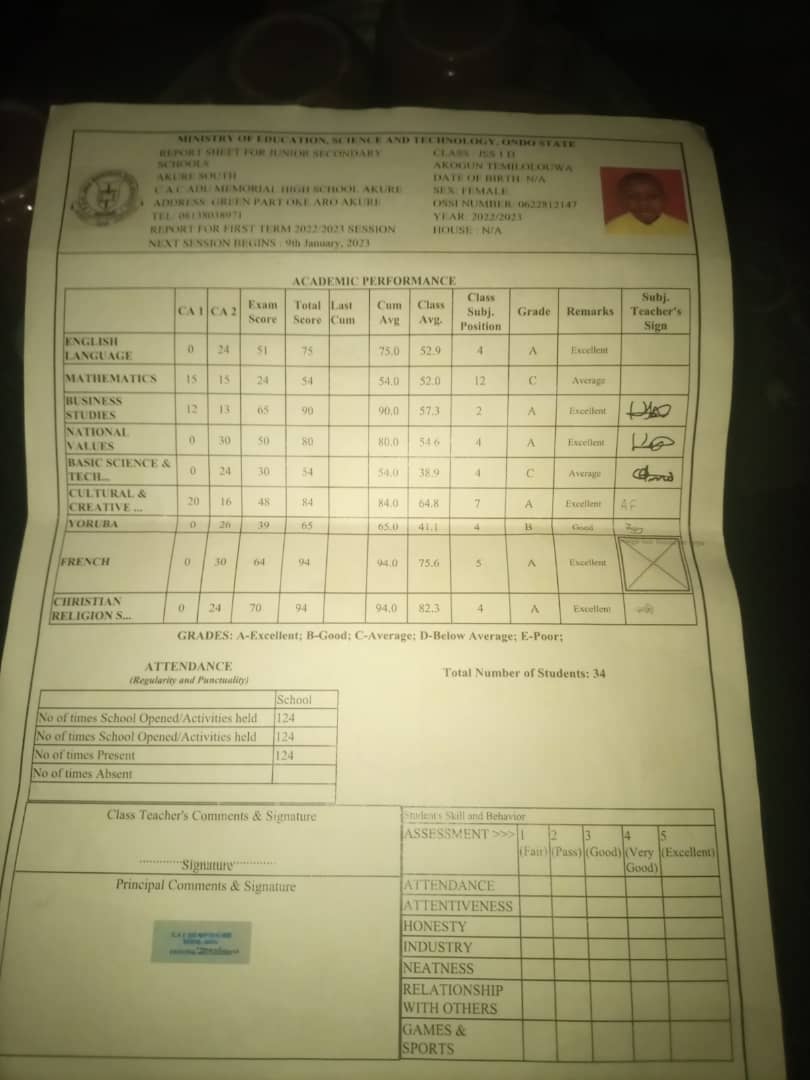 MINISTRY OF EDUCATION, SCIENCE AND TECHNOLOGY, ONDO STATE
REPORT SHEET FOR JUNIOR SECONDARY SCHOOLS
AKURE SOUTH
C A C ADU MEMORIAL HIGH SCHOOL AKURE
ADDRESS: GREEN PART OKE ARO AKURE
TEL: 08138038971
REPORT FOR FIRST TERM 2022/2023 SESSION
NEXT SESSION BEGINS : 9th January, 2023
CLASS : JSS 1 D
AKOGUN TEMILOLOUWA
DATE OF BIRTH: N/A
SEX: FEMALE
OSSI NUMBER: 0622812147
YEAR: 2022/2023
HOUSE : N/A
ACADEMIC PERFORMANCE
CA 1 CA 2 Exam Score Total Score Last Cum Cum Avg Class Avg. Class Subj. Position Grade Remarks Subj. Teacher's Sign
ENGLISH LANGUAGE 0 24 51 75 75.0 52.9 4 A Excellent
MATHEMATICS 15 15 24 54 54.0 52.0 12 C Average
BUSINESS STUDIES 12 13 65 90 90.0 57.3 2 A Excellent
NATIONAL VALUES 0 30 50 80 80.0 54.6 4 A Excellent
BASIC SCIENCE & TECH... 0 24 30 54 54.0 38.9 4 C Average
CULTURAL & CREATIVE ... 20 16 48 84 84.0 64.8 7 A Excellent AF
YORUBA 0 26 39 65 65.0 41.1 4 B Good
FRENCH 0 30 64 94 94.0 75.6 5 A Excellent
CHRISTIAN RELIGION S... 0 24 70 94 94.0 82.3 4 A Excellent
GRADES: A-Excellent; B-Good; C-Average; D-Below Average; E-Poor;
ATTENDANCE
(Regularity and Punctuality)
Total Number of Students: 34
School
No of times School Opened/Activities held 124
No of times School Opened/Activities held 124
No of times Present 124
No of times Absent
Class Teacher's Comments & Signature
Signature
Principal Comments & Signature
Student's Skill and Behavior
ASSESSMENT >>> 1 (Fair) 2 (Pass) 3 (Good) 4 (Very Good) 5 (Excellent)
ATTENDANCE
ATTENTIVENESS
HONESTY
INDUSTRY
NEATNESS
RELATIONSHIP WITH OTHERS
GAMES & SPORTS